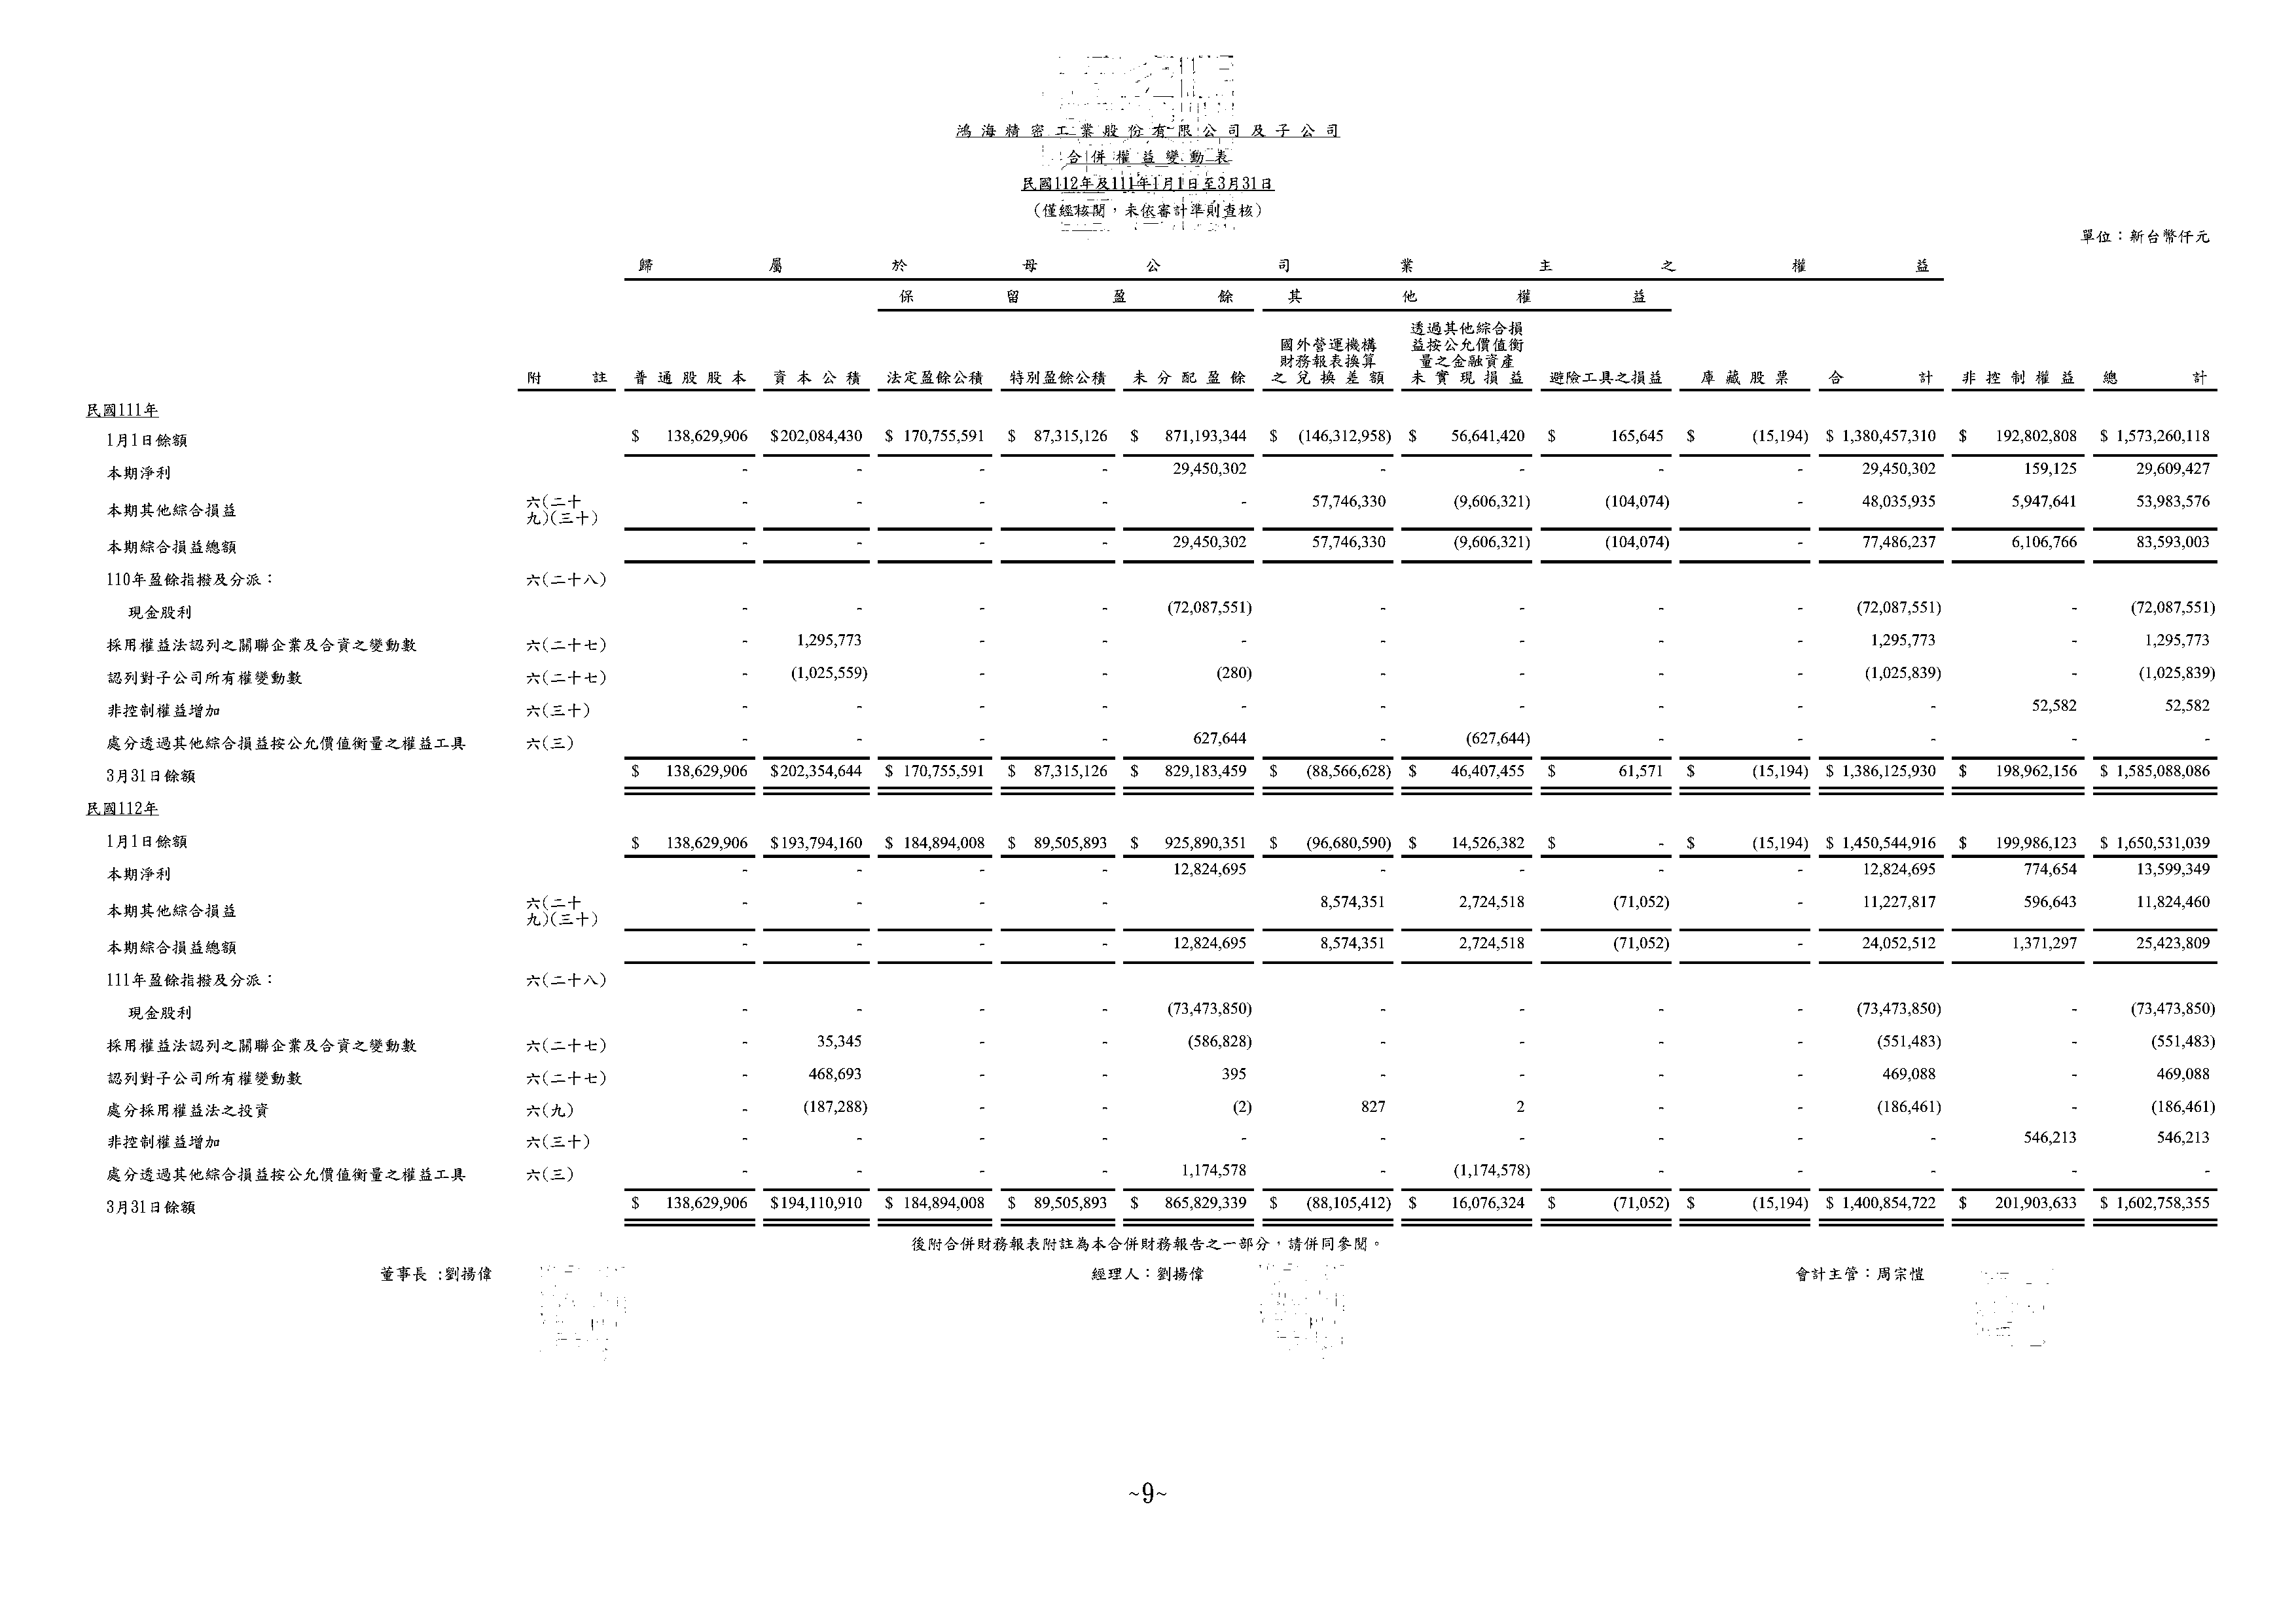 鴻海精密工業股份有限公司及子公司
合併權益變動表
民國112年及111年1月1日至3月31日
（僅經核閱，未依審計準則查核）
單位：新台幣仟元
歸屬於母公司業主之權益
保留盈餘 其他權益
附註 普通股股本 資本公積 法定盈餘公積 特別盈餘公積 未分配盈餘 國外營運機構財務報表換算之兌換差額 透過其他綜合損益按公允價值衡量之金融資產未實現損益 避險工具之損益 庫藏股票 合計 非控制權益 總計
民國111年
1月1日餘額 $ 138,629,906 $202,084,430 $ 170,755,591 $ 87,315,126 $ 871,193,344 $ (146,312,958) $ 56,641,420 $ 165,645 $ (15,194) $ 1,380,457,310 $ 192,802,808 $ 1,573,260,118
本期淨利 - - - - 29,450,302 - - - - 29,450,302 159,125 29,609,427
本期其他綜合損益 六(二十九)(三十) - - - - - 57,746,330 (9,606,321) (104,074) - 48,035,935 5,947,641 53,983,576
本期綜合損益總額 - - - - 29,450,302 57,746,330 (9,606,321) (104,074) - 77,486,237 6,106,766 83,593,003
110年盈餘指撥及分派： 六(二十八)
現金股利 - - - - (72,087,551) - - - - (72,087,551) - (72,087,551)
採用權益法認列之關聯企業及合資之變動數 六(二十七) - 1,295,773 - - - - - - - 1,295,773 - 1,295,773
認列對子公司所有權變動數 六(二十七) - (1,025,559) - - (280) - - - - (1,025,839) - (1,025,839)
非控制權益增加 六(三十) - - - - - - - - - - 52,582 52,582
處分透過其他綜合損益按公允價值衡量之權益工具 六(三) - - - - 627,644 - (627,644) - - - - -
3月31日餘額 $ 138,629,906 $202,354,644 $ 170,755,591 $ 87,315,126 $ 829,183,459 $ (88,566,628) $ 46,407,455 $ 61,571 $ (15,194) $ 1,386,125,930 $ 198,962,156 $ 1,585,088,086
民國112年
1月1日餘額 $ 138,629,906 $193,794,160 $ 184,894,008 $ 89,505,893 $ 925,890,351 $ (96,680,590) $ 14,526,382 $ - $ (15,194) $ 1,450,544,916 $ 199,986,123 $ 1,650,531,039
本期淨利 - - - - 12,824,695 - - - - 12,824,695 774,654 13,599,349
本期其他綜合損益 六(二十九)(三十) - - - - 8,574,351 2,724,518 (71,052) - 11,227,817 596,643 11,824,460
本期綜合損益總額 - - - - 12,824,695 8,574,351 2,724,518 (71,052) - 24,052,512 1,371,297 25,423,809
111年盈餘指撥及分派： 六(二十八)
現金股利 - - - - (73,473,850) - - - - (73,473,850) - (73,473,850)
採用權益法認列之關聯企業及合資之變動數 六(二十七) - 35,345 - - (586,828) - - - - (551,483) - (551,483)
認列對子公司所有權變動數 六(二十七) - 468,693 - - 395 - - - - 469,088 - 469,088
處分採用權益法之投資 六(九) - (187,288) - - (2) 827 2 - - (186,461) - (186,461)
非控制權益增加 六(三十) - - - - - - - - - - 546,213 546,213
處分透過其他綜合損益按公允價值衡量之權益工具 六(三) - - - - 1,174,578 - (1,174,578) - - - - -
3月31日餘額 $ 138,629,906 $194,110,910 $ 184,894,008 $ 89,505,893 $ 865,829,339 $ (88,105,412) $ 16,076,324 $ (71,052) $ (15,194) $ 1,400,854,722 $ 201,903,633 $ 1,602,758,355
後附合併財務報表附註為本合併財務報告之一部分，請併同參閱。
董事長：劉揚偉 經理人：劉揚偉 會計主管：周宗愷
~9~